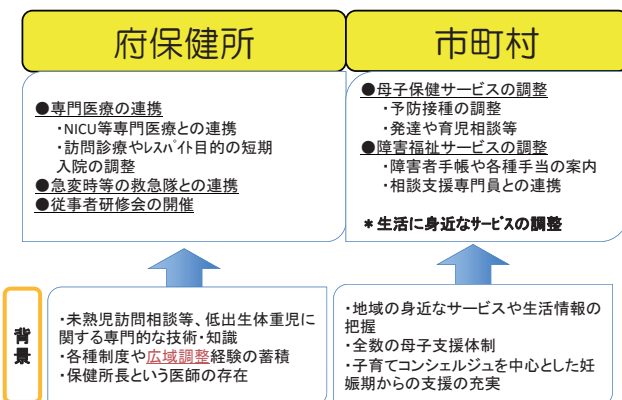 府保健所
●専門医療の連携
・NICU等専門医療との連携
・訪問診療やレスパイト目的の短期
入院の調整
●急変時等の救急隊との連携
●従事者研修会の開催
市町村
●母子保健サービスの調整
・予防接種の調整
・発達や育児相談等
●障害福祉サービスの調整
・障害者手帳や各種手当の案内
・相談支援専門員との連携
＊生活に身近なサービスの調整
背景
・未熟児訪問相談等、低出生体重児に
関する専門的な技術・知識
・各種制度や広域調整経験の蓄積
・保健所長という医師の存在
・地域の身近なサービスや生活情報の
把握
・全数の母子支援体制
・子育てコンシェルジュを中心とした妊
娠期からの支援の充実